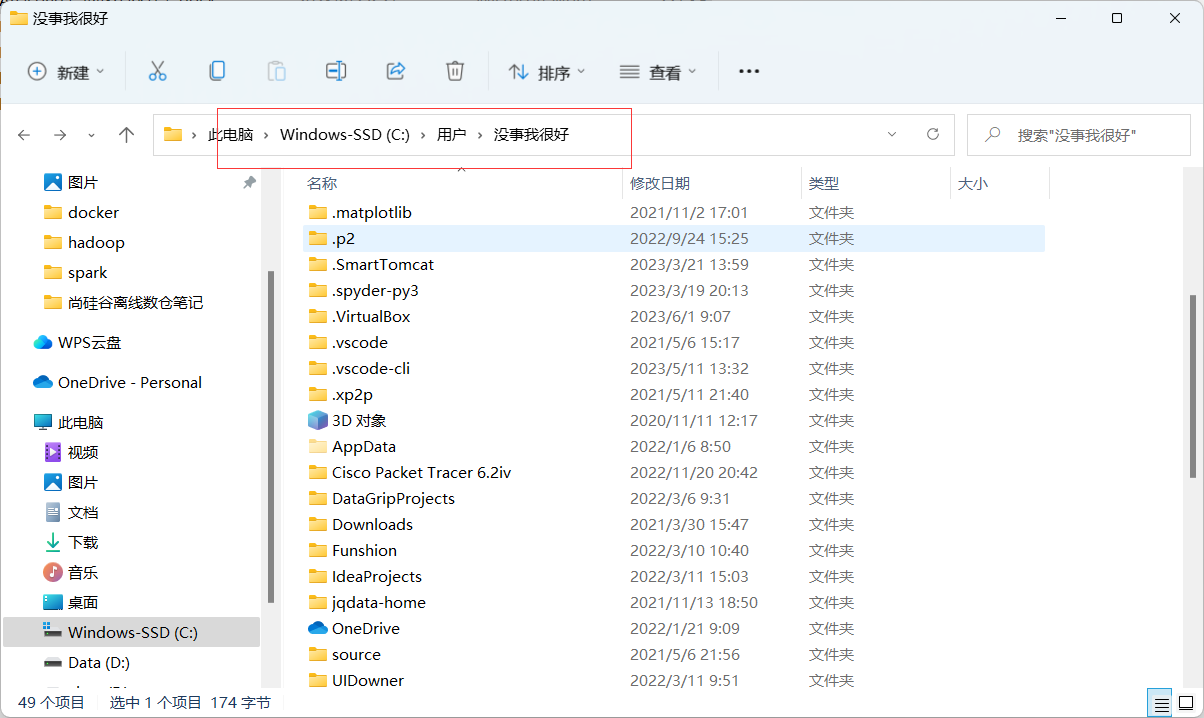 没事我很好
新建
排序
查看
此电脑 › Windows-SSD (C:) › 用户 › 没事我很好
搜索"没事我很好"
图片
docker
hadoop
spark
尚硅谷离线数仓笔记
WPS云盘
OneDrive - Personal
此电脑
视频
图片
文档
下载
音乐
桌面
Windows-SSD (C:)
Data (D:)
名称 修改日期 类型 大小
.matplotlib 2021/11/2 17:01 文件夹
.p2 2022/9/24 15:25 文件夹
.SmartTomcat 2023/3/21 13:59 文件夹
.spyder-py3 2023/3/19 20:13 文件夹
.VirtualBox 2023/6/1 9:07 文件夹
.vscode 2021/5/6 15:17 文件夹
.vscode-cli 2023/5/11 13:32 文件夹
.xp2p 2021/5/11 21:40 文件夹
3D 对象 2020/11/11 12:17 文件夹
AppData 2022/1/6 8:50 文件夹
Cisco Packet Tracer 6.2iv 2022/11/20 20:42 文件夹
DataGripProjects 2022/3/6 9:31 文件夹
Downloads 2021/3/30 15:47 文件夹
Funshion 2022/3/10 10:40 文件夹
IdeaProjects 2022/3/11 15:03 文件夹
jqdata-home 2021/11/13 18:50 文件夹
OneDrive 2022/1/21 9:09 文件夹
source 2021/5/6 21:56 文件夹
UIDowner 2022/3/11 9:51 文件夹
49 个项目 选中 1 个项目 174 字节